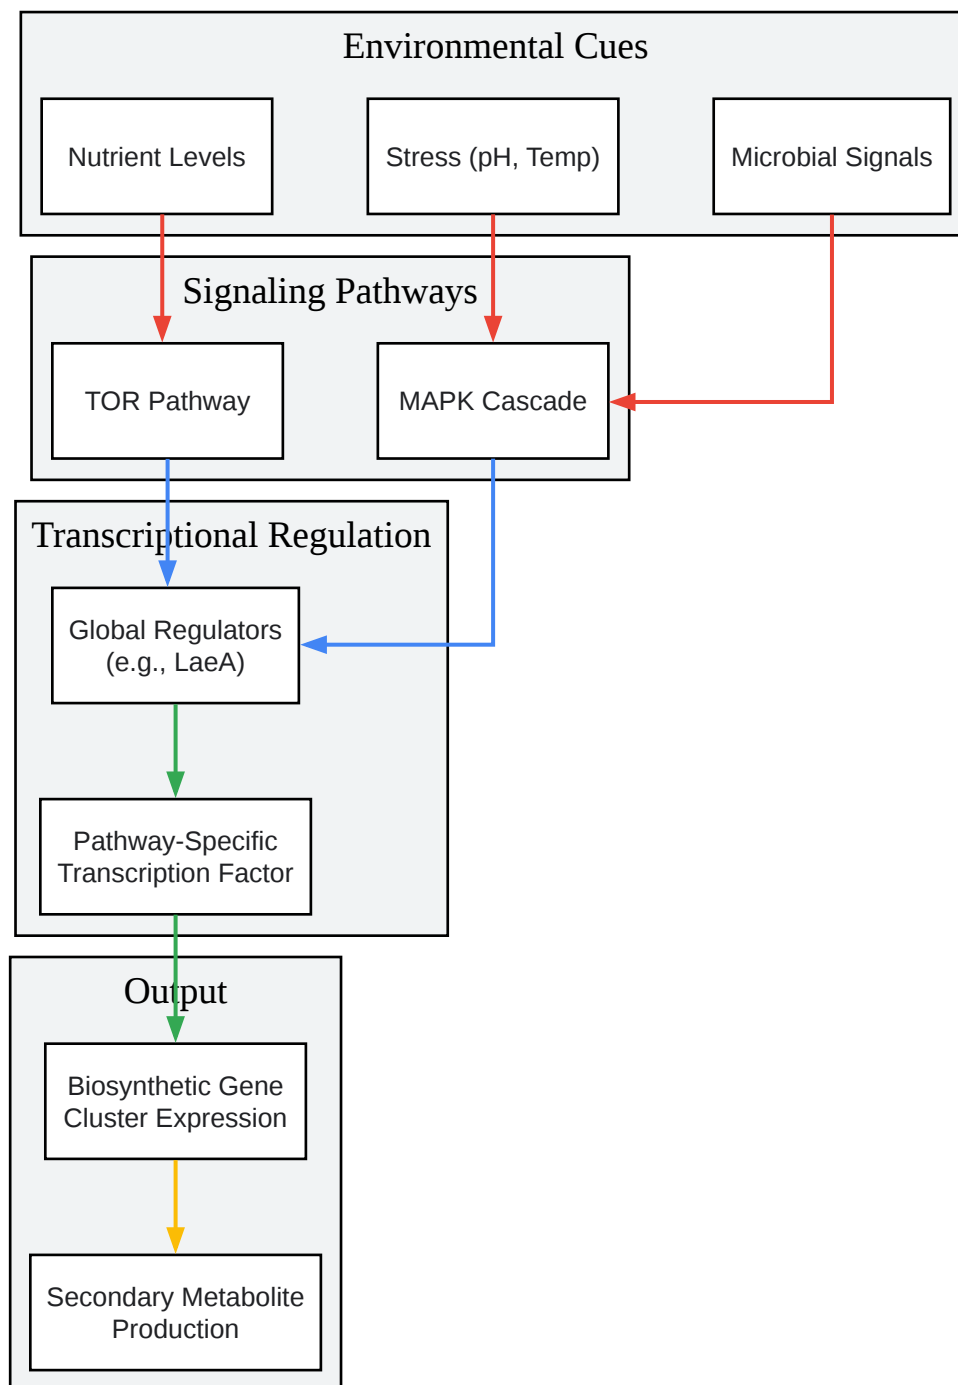 Environmental Cues
Nutrient Levels
Stress (pH, Temp)
Microbial Signals
Signaling Pathways
TOR Pathway
MAPK Cascade
Transcriptional Regulation
Global Regulators
(e.g., LaeA)
Pathway-Specific
Transcription Factor
Output
Biosynthetic Gene
Cluster Expression
Secondary Metabolite
Production